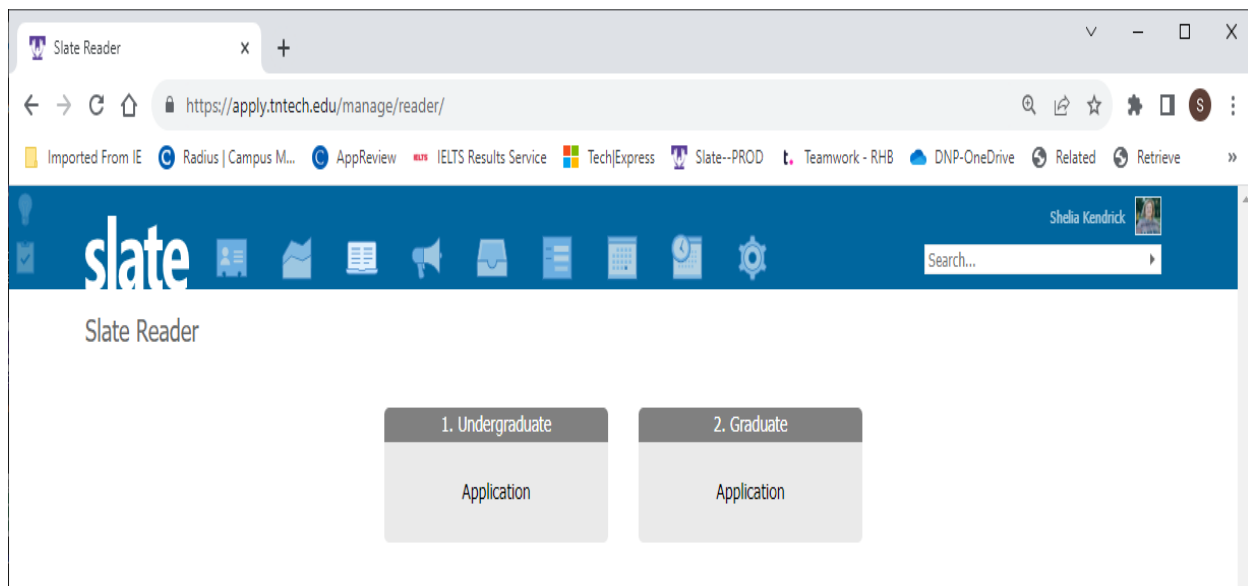 Slate Reader
https://apply.tntech.edu/manage/reader/
S
Imported From IE Radius | Campus M... AppReview IELTS IELTS Results Service Tech|Express Slate--PROD t. Teamwork - RHB DNP-OneDrive Related Retrieve »
Shelia Kendrick
slate
Search...
Slate Reader
1. Undergraduate 2. Graduate
Application Application